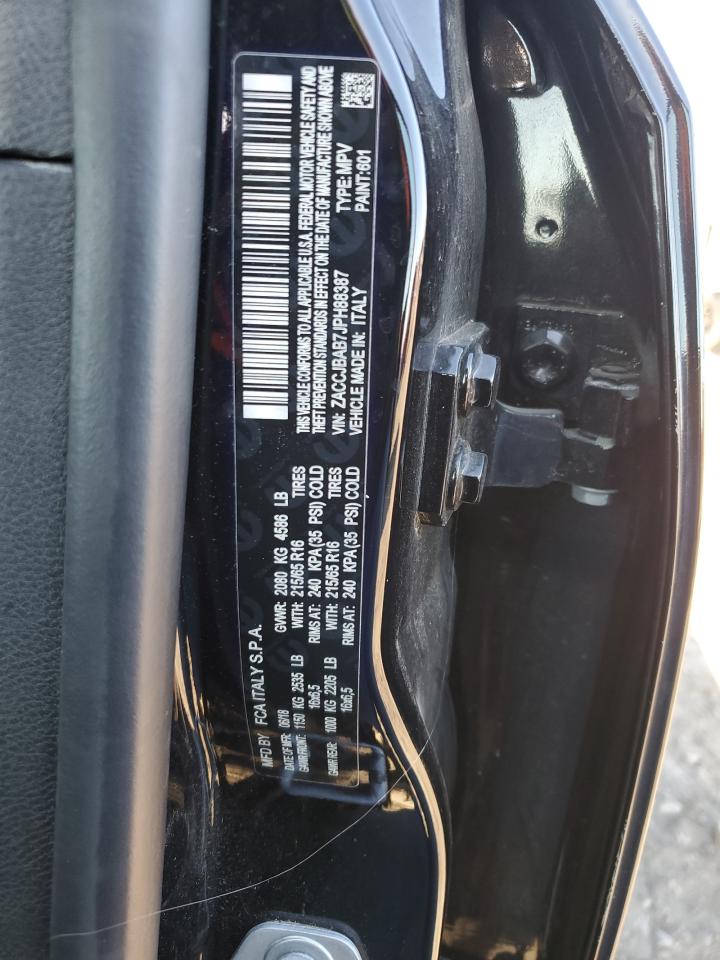 MFD BY FCA ITALY S.P.A.
DATE OF MFR: 06/18 GVWR: 2080 KG 4586 LB
GAWR FRONT: 1150 KG 2535 LB WITH: 215/65 R16 TIRES
16x6,5 RIMS AT: 240 KPA(35 PSI) COLD
GAWR REAR: 1000 KG 2205 LB WITH: 215/65 R16 TIRES
16x6,5 RIMS AT: 240 KPA(35 PSI) COLD
THIS VEHICLE CONFORMS TO ALL APPLICABLE U.S.A. FEDERAL MOTOR VEHICLE SAFETY AND
THEFT PREVENTION STANDARDS IN EFFECT ON THE DATE OF MANUFACTURE SHOWN ABOVE
VIN: ZACCJBAB7JPH88387 TYPE: MPV
VEHICLE MADE IN: ITALY PAINT: 601